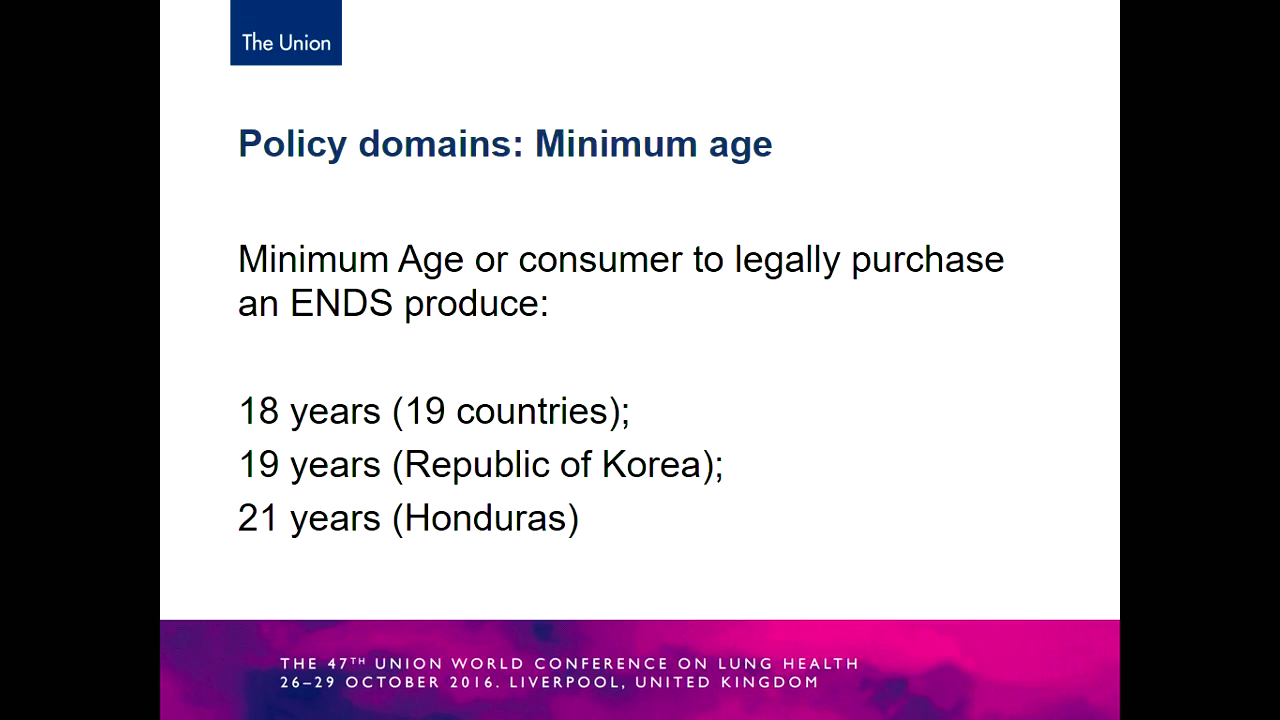 The Union
Policy domains: Minimum age
Minimum Age or consumer to legally purchase
an ENDS produce:
18 years (19 countries);
19 years (Republic of Korea);
21 years (Honduras)
THE 47TH UNION WORLD CONFERENCE ON LUNG HEALTH
26–29 OCTOBER 2016. LIVERPOOL, UNITED KINGDOM